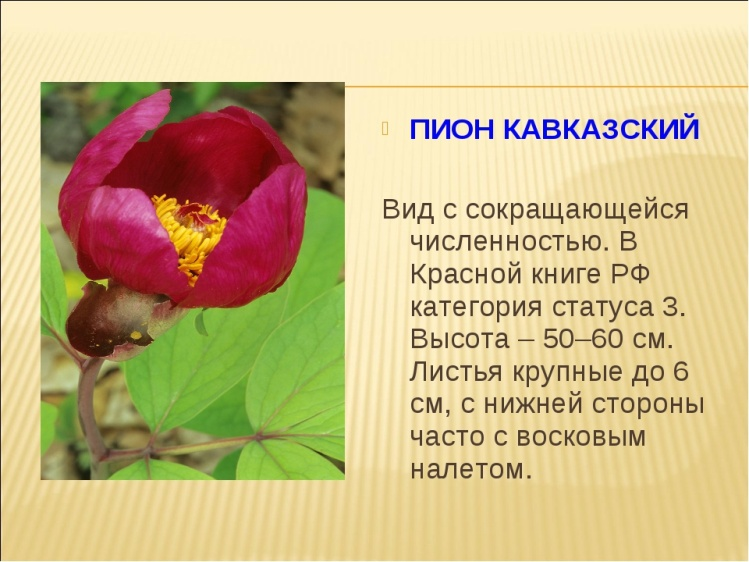 ПИОН КАВКАЗСКИЙ
Вид с сокращающейся
численностью. В
Красной книге РФ
категория статуса 3.
Высота – 50–60 см.
Листья крупные до 6
см, с нижней стороны
часто с восковым
налетом.